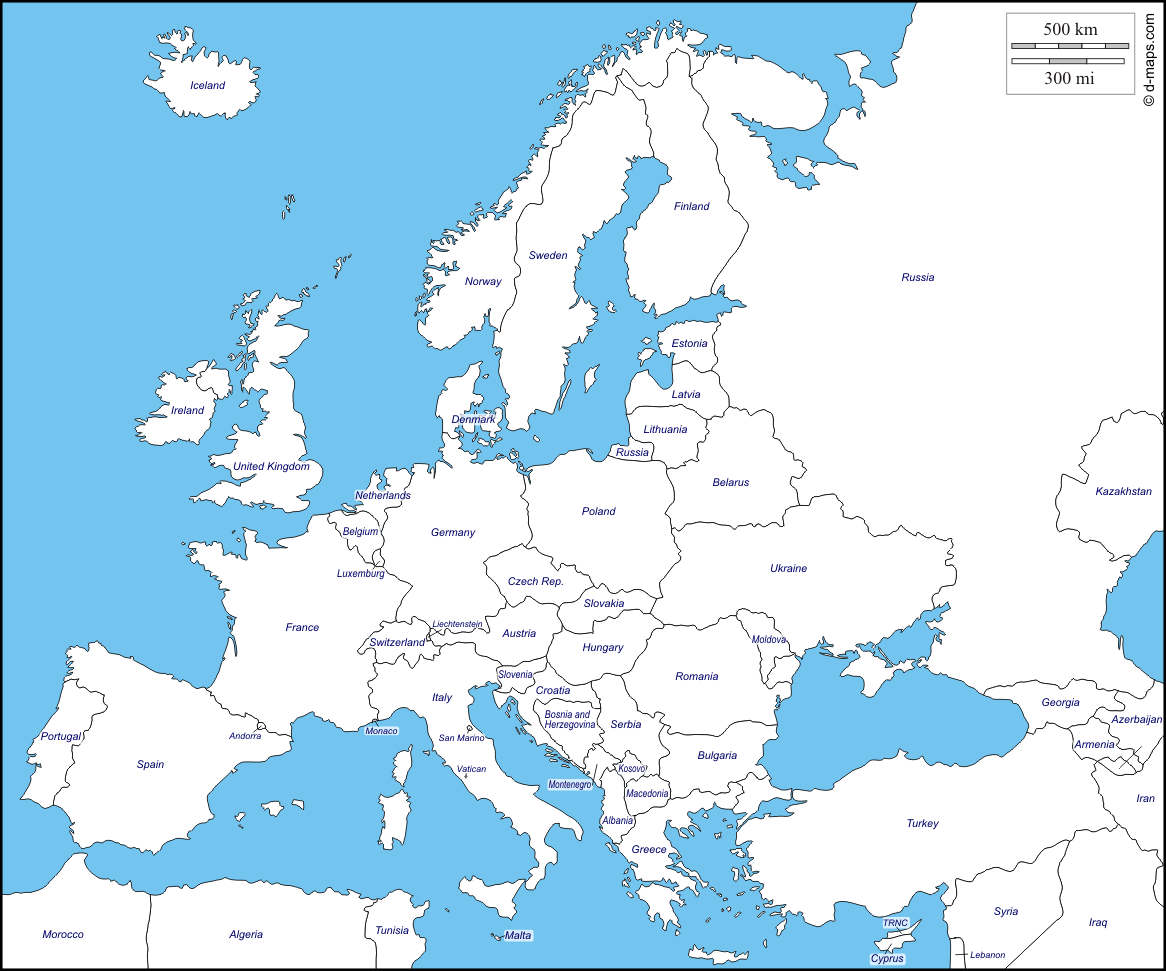 500 km
300 mi
© d-maps.com
Iceland
Finland
Sweden
Norway
Russia
Estonia
Latvia
Ireland
Denmark
Lithuania
Russia
United Kingdom
Belarus
Kazakhstan
Netherlands
Poland
Belgium
Germany
Ukraine
Luxemburg
Czech Rep.
Slovakia
Liechtenstein
France
Austria
Switzerland
Moldova
Hungary
Slovenia
Romania
Croatia
Italy
Georgia
Bosnia and
Herzegovina
Serbia
Azerbaijan
Monaco
Andorra
Portugal
San Marino
Armenia
Bulgaria
Spain
Vatican
Kosovo
Montenegro
Macedonia
Iran
Albania
Turkey
Greece
Syria
TRNC
Iraq
Tunisia
Morocco
Algeria
Malta
Lebanon
Cyprus